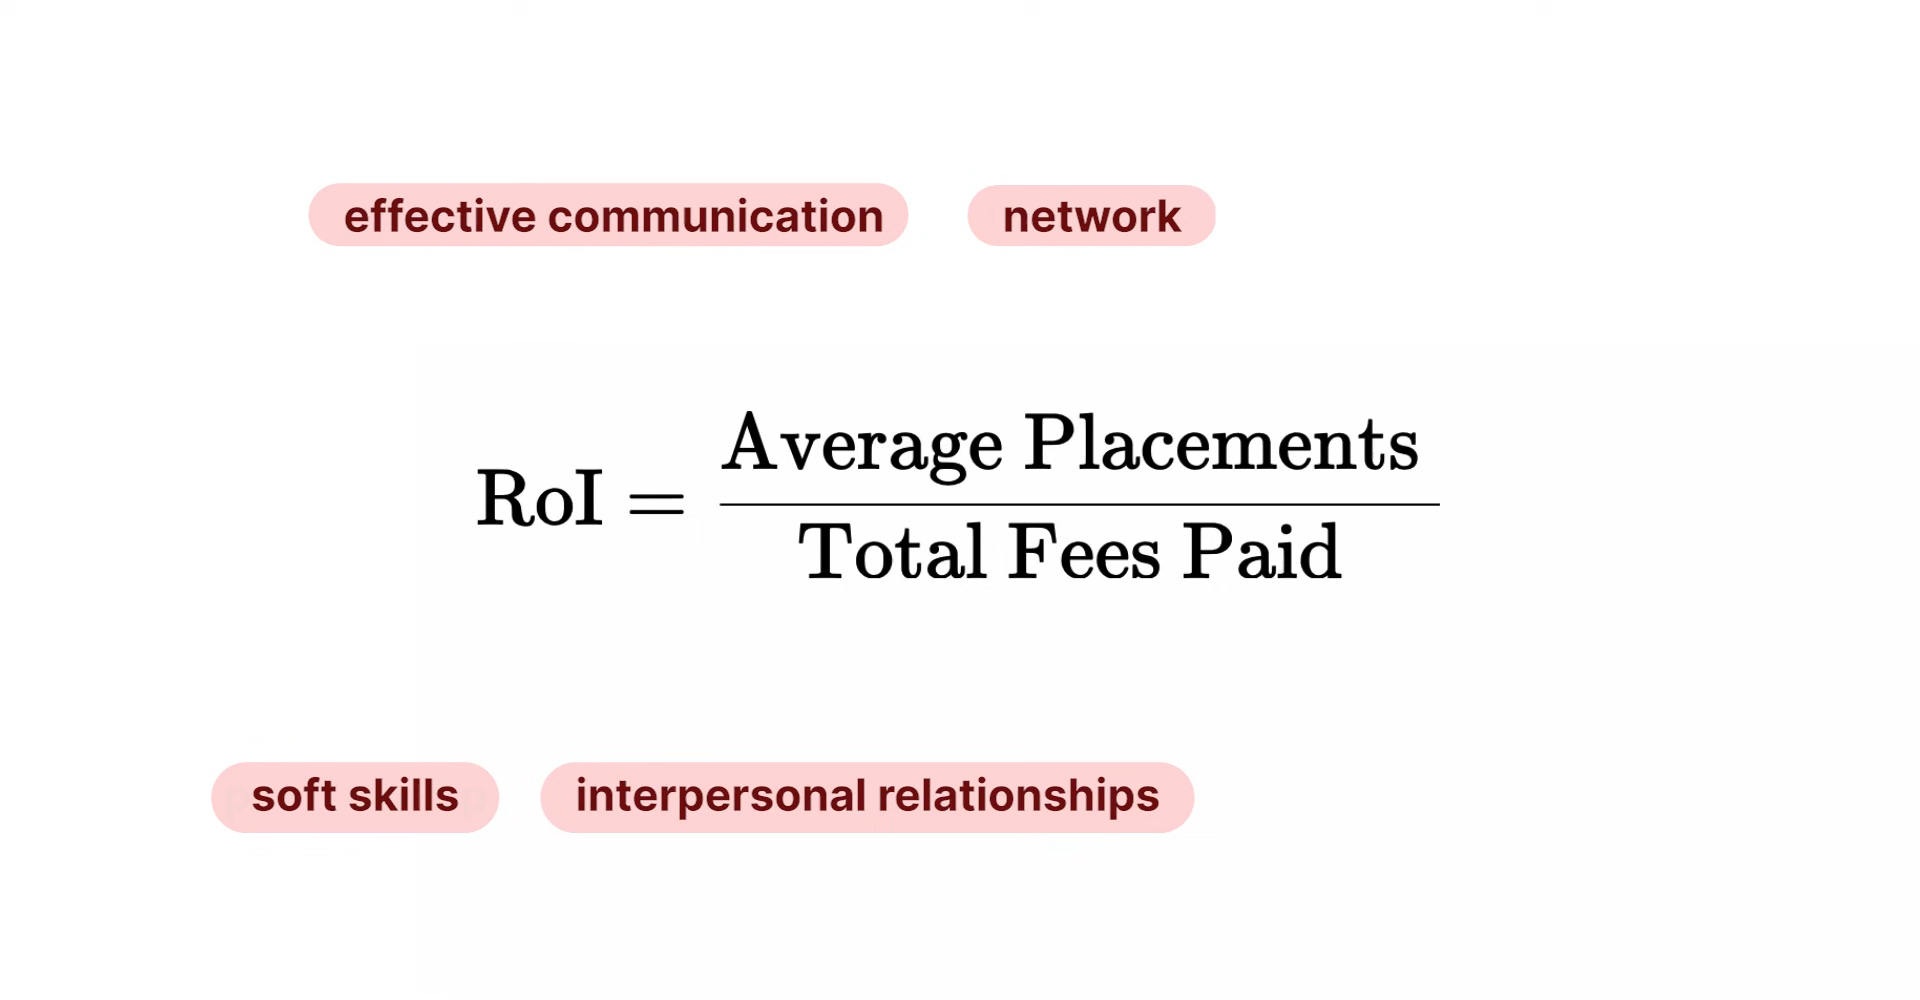 effective communication network
RoI = Average Placements
Total Fees Paid
soft skills interpersonal relationships